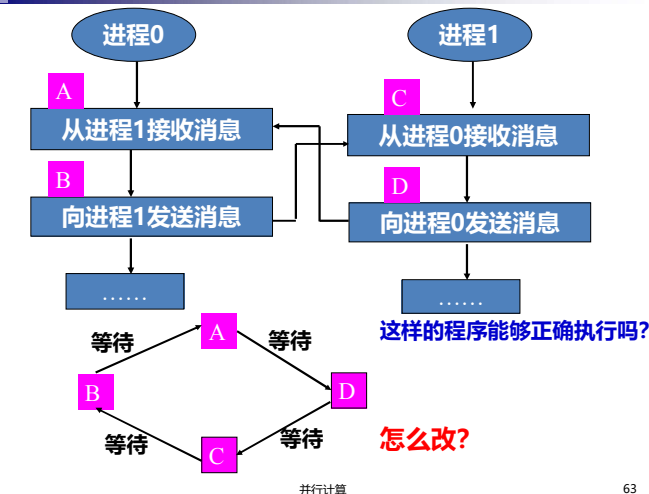 进程0
进程1
A
C
从进程1接收消息
从进程0接收消息
B
D
向进程1发送消息
向进程0发送消息
……
……
这样的程序能够正确执行吗?
等待
A
等待
B
D
等待
C
等待
怎么改?
并行计算
63